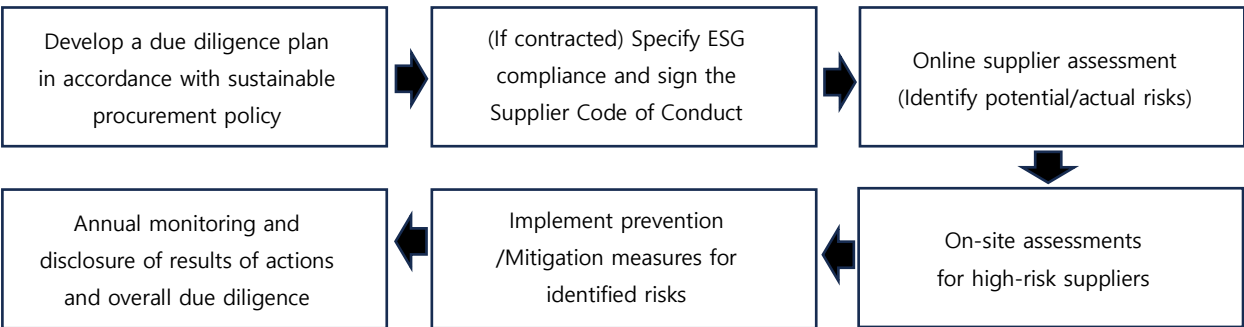 Develop a due diligence plan
in accordance with sustainable
procurement policy
(If contracted) Specify ESG
compliance and sign the
Supplier Code of Conduct
Online supplier assessment
(Identify potential/actual risks)
On-site assessments
for high-risk suppliers
Implement prevention
/Mitigation measures for
identified risks
Annual monitoring and
disclosure of results of actions
and overall due diligence